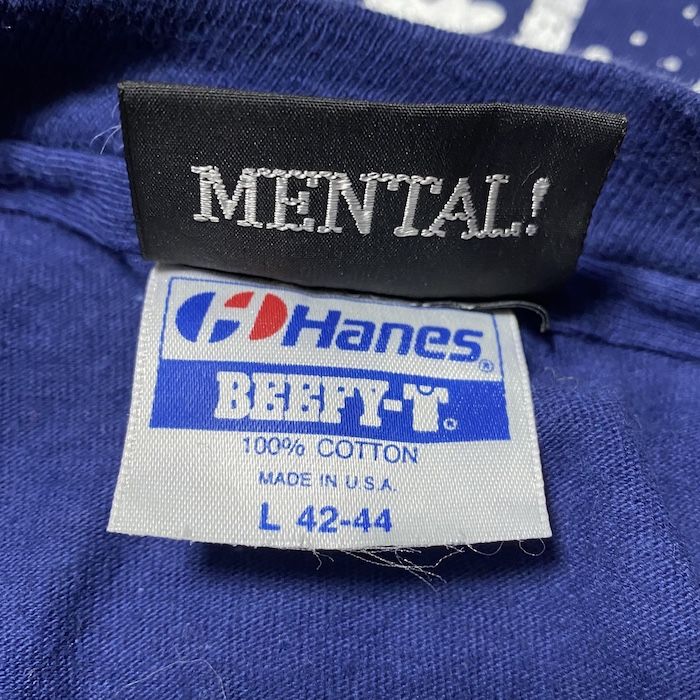 MENTAL!
Hanes®
BEEFY-T®
100% COTTON
MADE IN U.S.A.
L 42-44